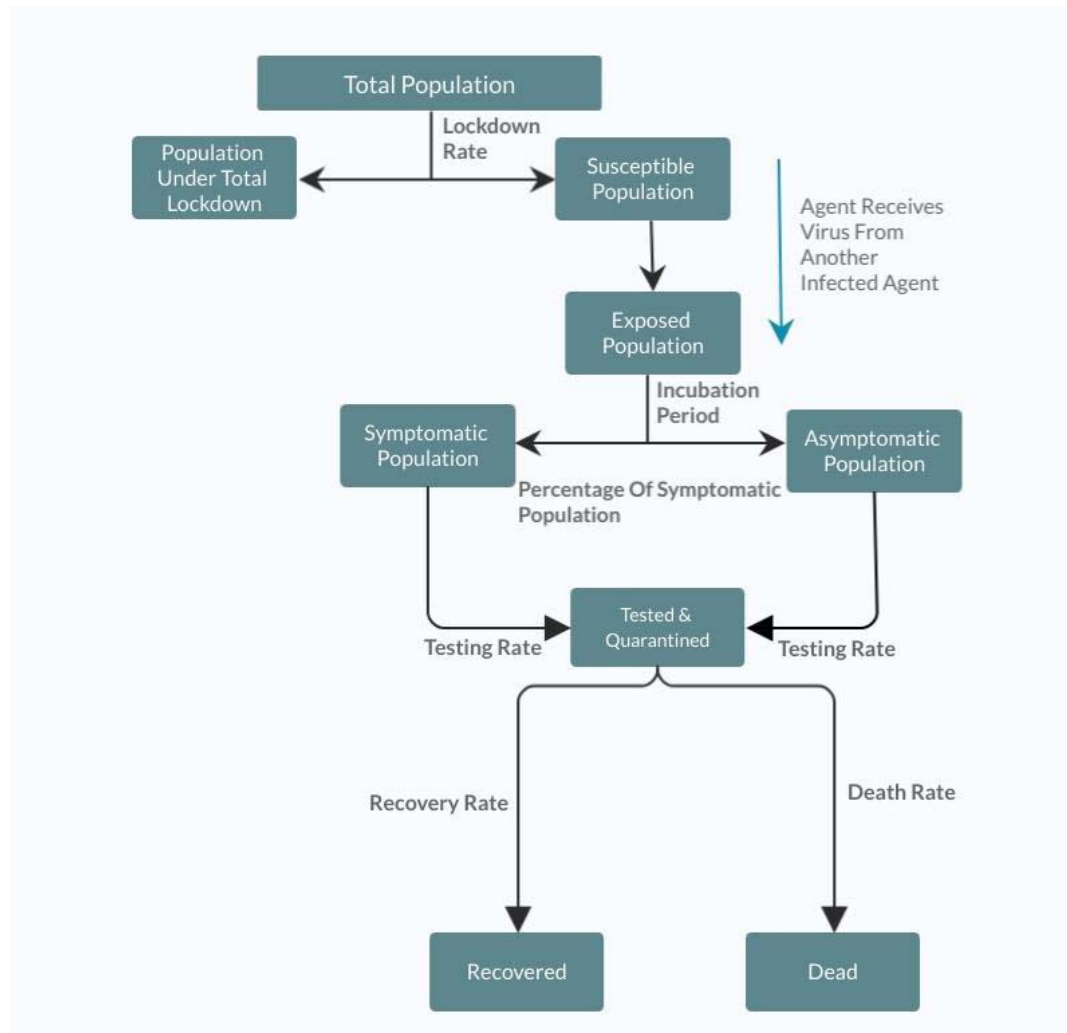 Total Population
Lockdown
Rate
Population
Under Total
Lockdown
Susceptible
Population
Agent Receives
Virus From
Another
Infected Agent
Exposed
Population
Incubation
Period
Symptomatic
Population
Asymptomatic
Population
Percentage Of Symptomatic
Population
Tested &
Quarantined
Testing Rate
Testing Rate
Recovery Rate
Death Rate
Recovered
Dead